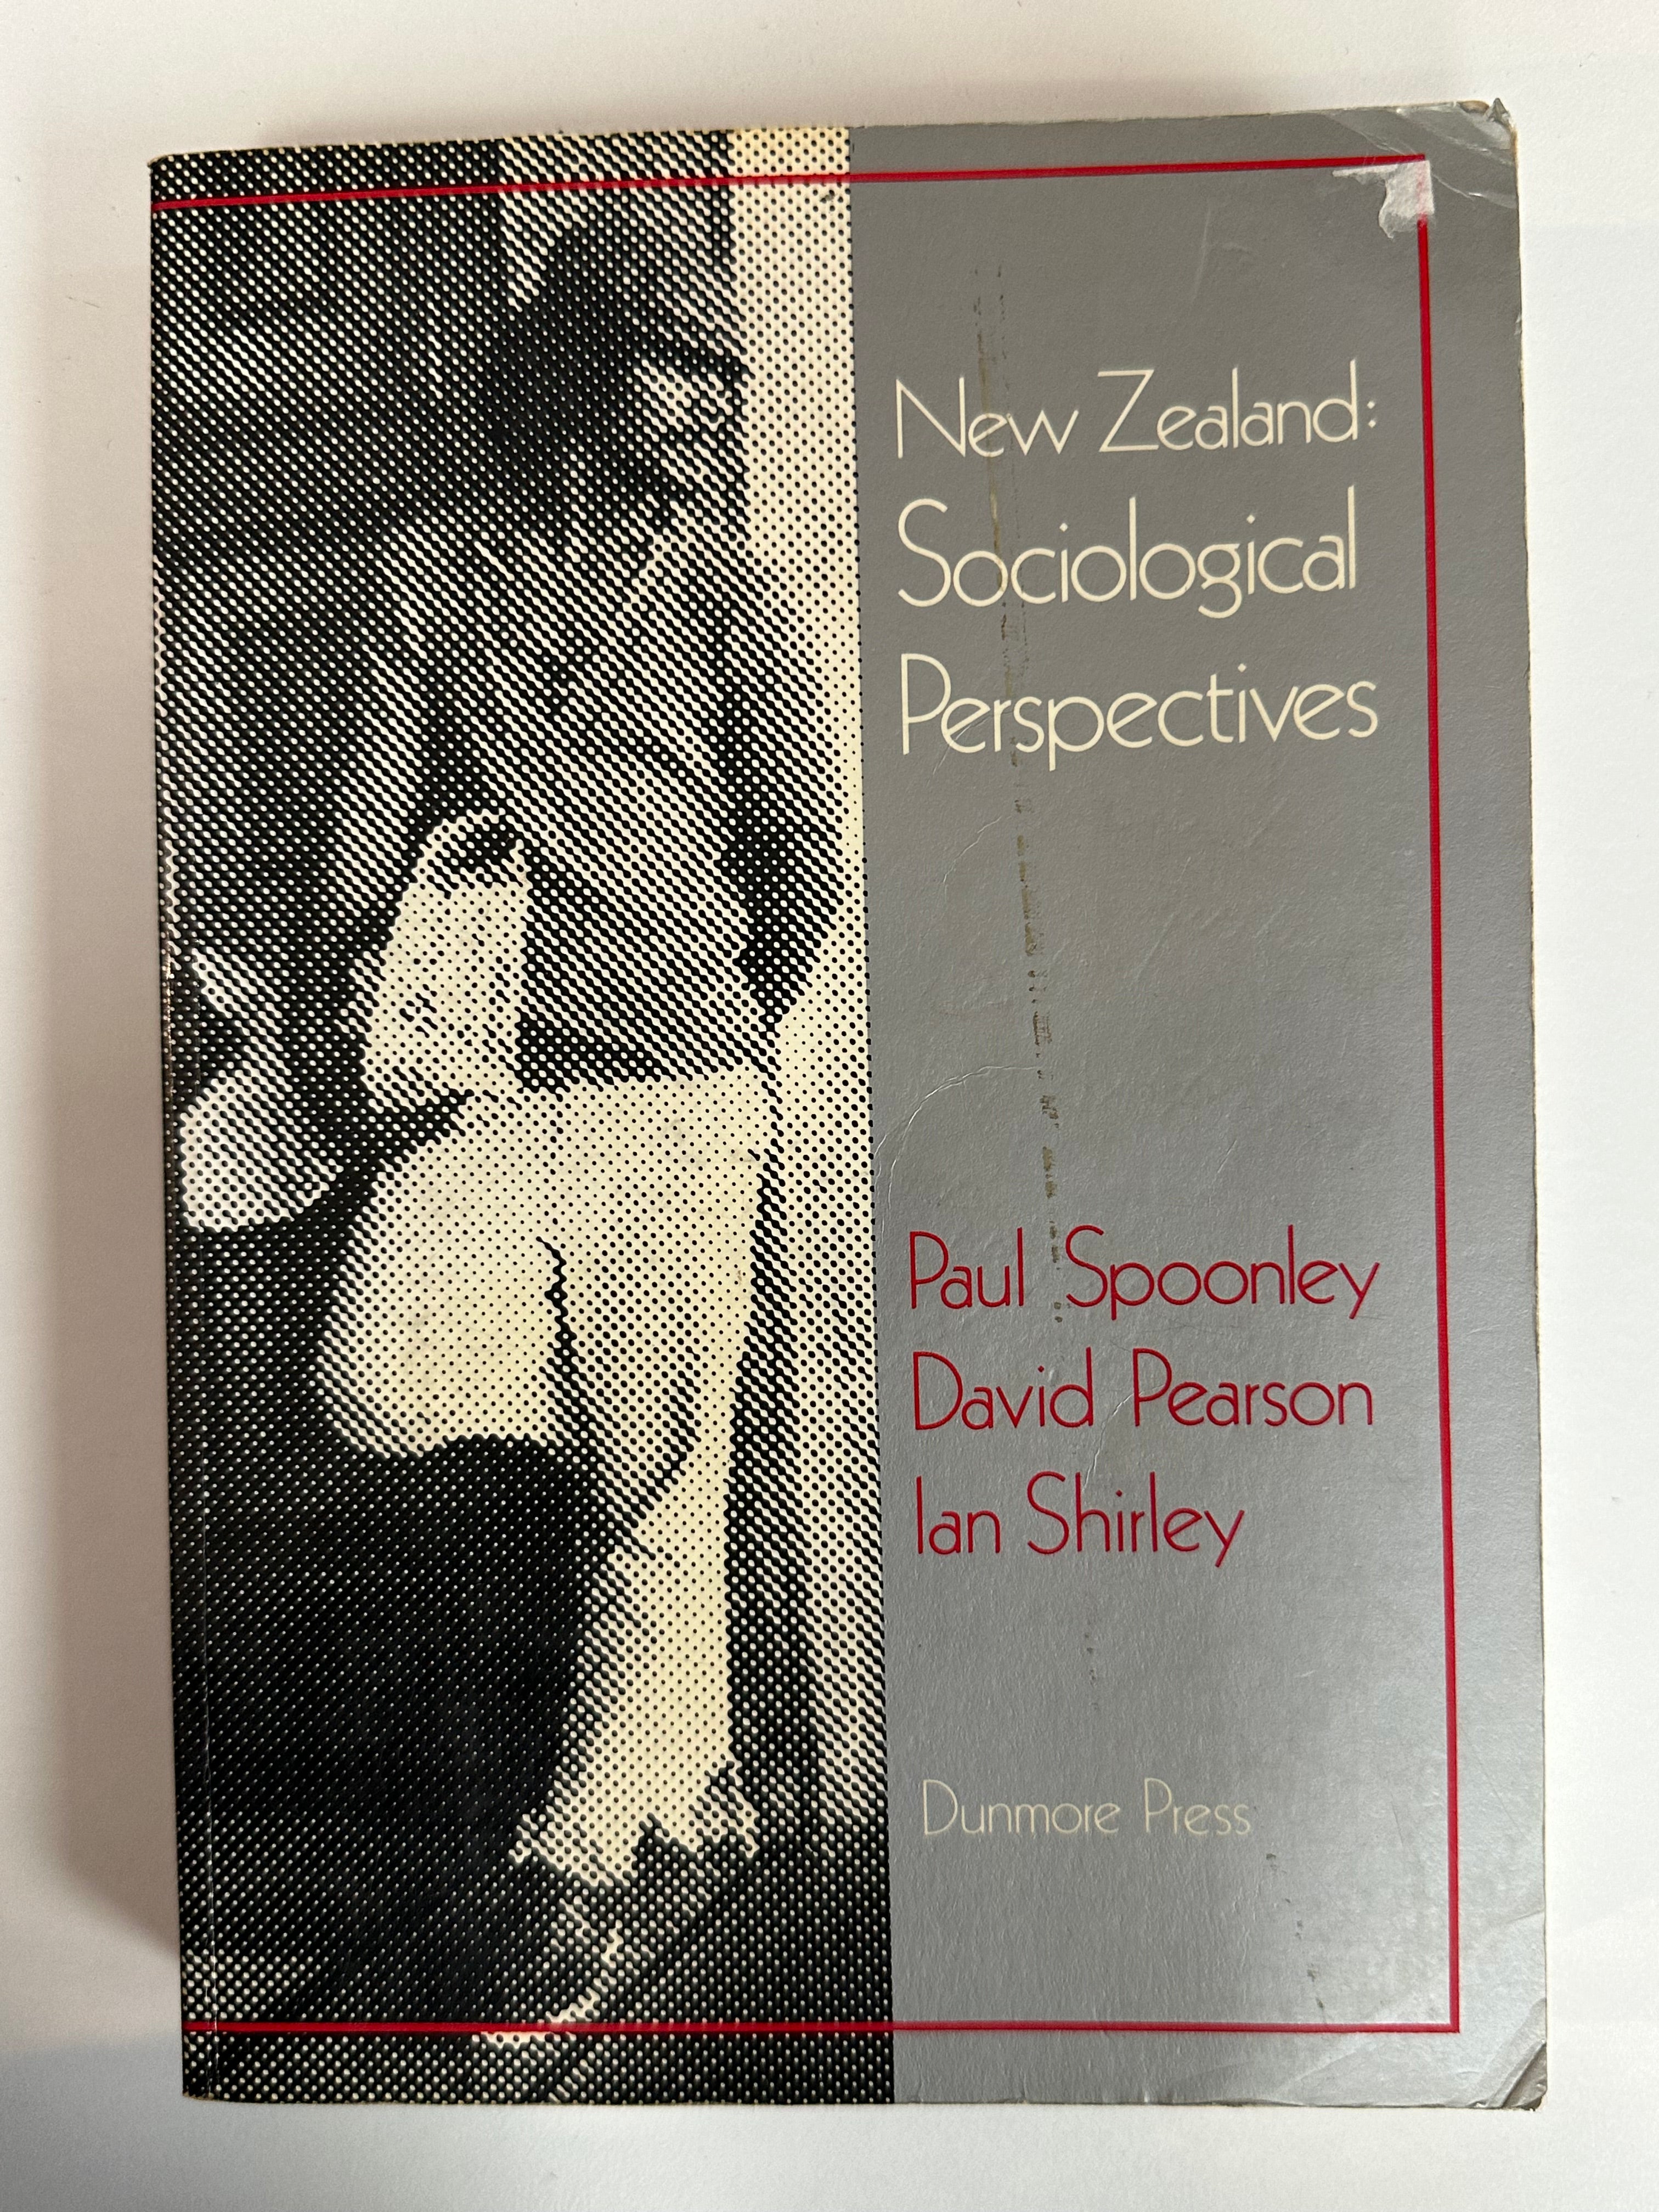 New Zealand:
Sociological
Perspectives
Paul Spoonley
David Pearson
Ian Shirley
Dunmore Press